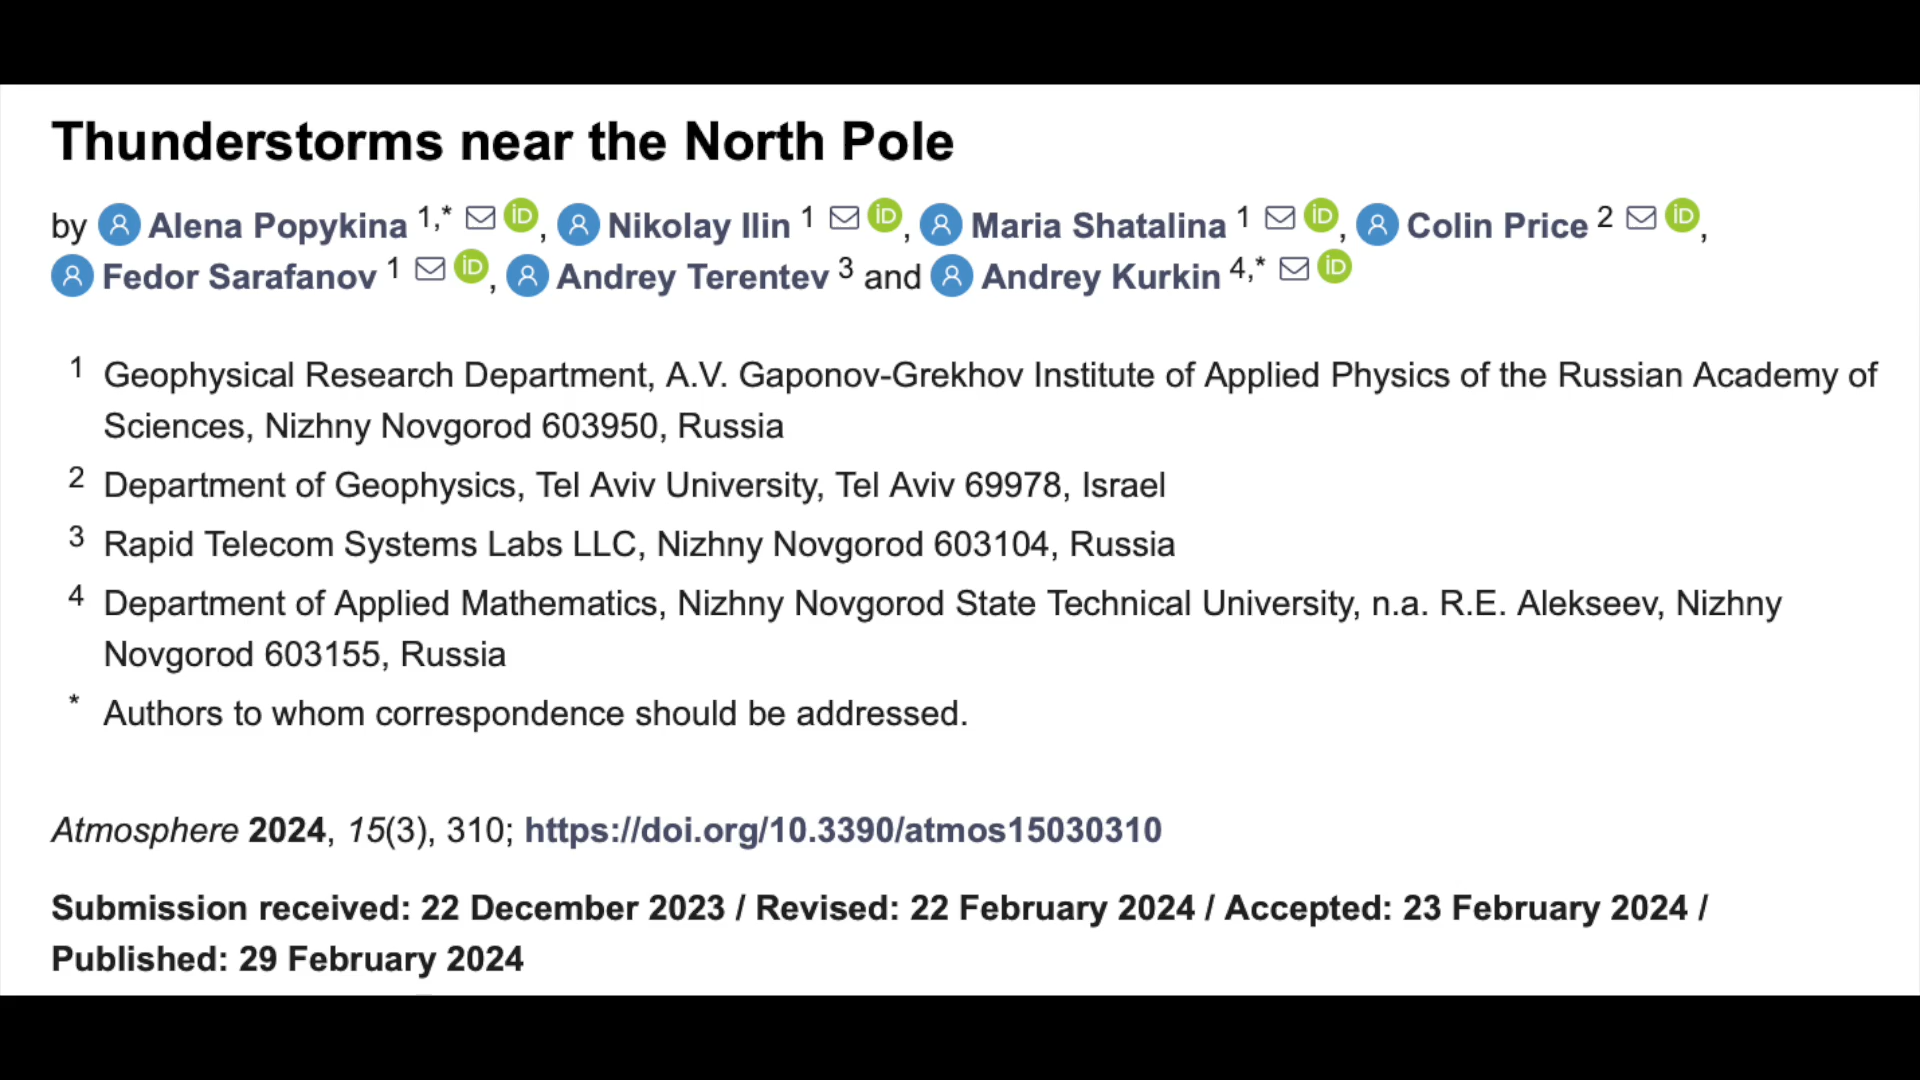 Thunderstorms near the North Pole
by Alena Popykina 1,* iD, Nikolay Ilin 1 iD, Maria Shatalina 1 iD, Colin Price 2 iD,
Fedor Sarafanov 1 iD, Andrey Terentev 3 and Andrey Kurkin 4,* iD
1 Geophysical Research Department, A.V. Gaponov-Grekhov Institute of Applied Physics of the Russian Academy of
Sciences, Nizhny Novgorod 603950, Russia
2 Department of Geophysics, Tel Aviv University, Tel Aviv 69978, Israel
3 Rapid Telecom Systems Labs LLC, Nizhny Novgorod 603104, Russia
4 Department of Applied Mathematics, Nizhny Novgorod State Technical University, n.a. R.E. Alekseev, Nizhny
Novgorod 603155, Russia
* Authors to whom correspondence should be addressed.
Atmosphere 2024, 15(3), 310; https://doi.org/10.3390/atmos15030310
Submission received: 22 December 2023 / Revised: 22 February 2024 / Accepted: 23 February 2024 /
Published: 29 February 2024